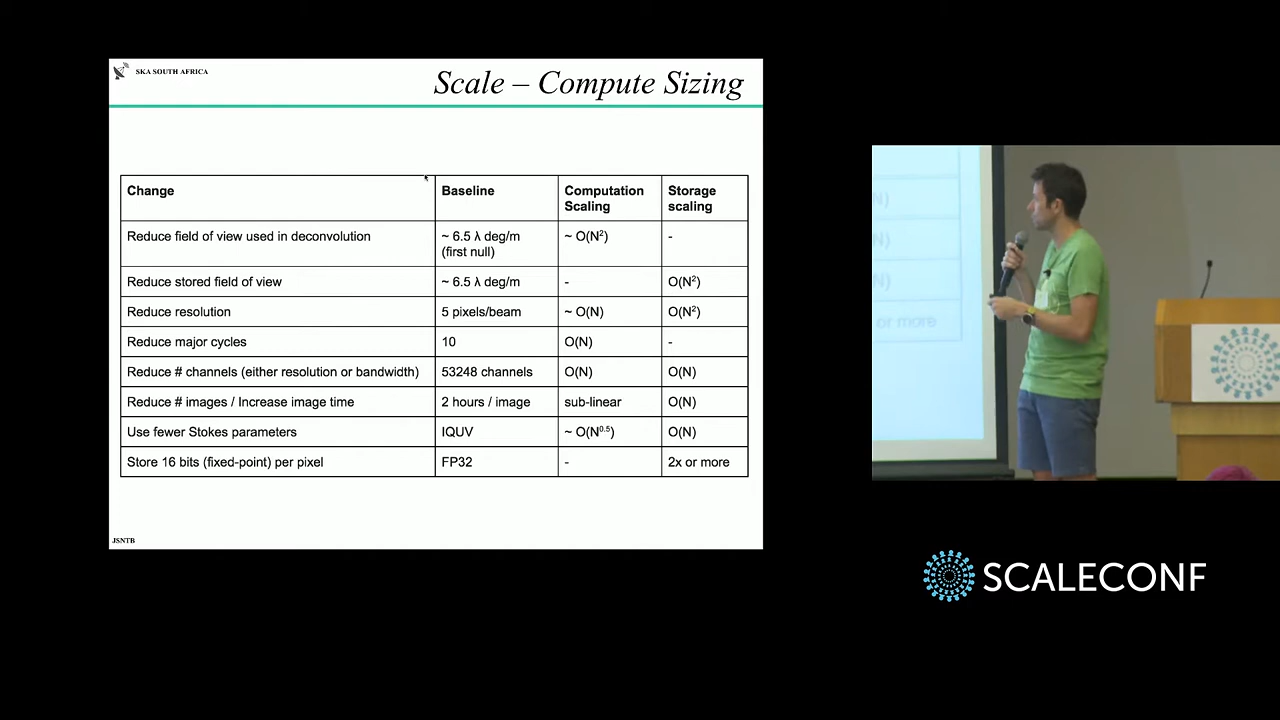 SKA SOUTH AFRICA
Scale – Compute Sizing
Change Baseline Computation Scaling Storage scaling
Reduce field of view used in deconvolution ~ 6.5 λ deg/m (first null) ~ O(N²) -
Reduce stored field of view ~ 6.5 λ deg/m - O(N²)
Reduce resolution 5 pixels/beam ~ O(N) O(N²)
Reduce major cycles 10 O(N) -
Reduce # channels (either resolution or bandwidth) 53248 channels O(N) O(N)
Reduce # images / Increase image time 2 hours / image sub-linear O(N)
Use fewer Stokes parameters IQUV ~ O(N⁰·⁵) O(N)
Store 16 bits (fixed-point) per pixel FP32 - 2x or more
JSNTB
or more
SCALECONF